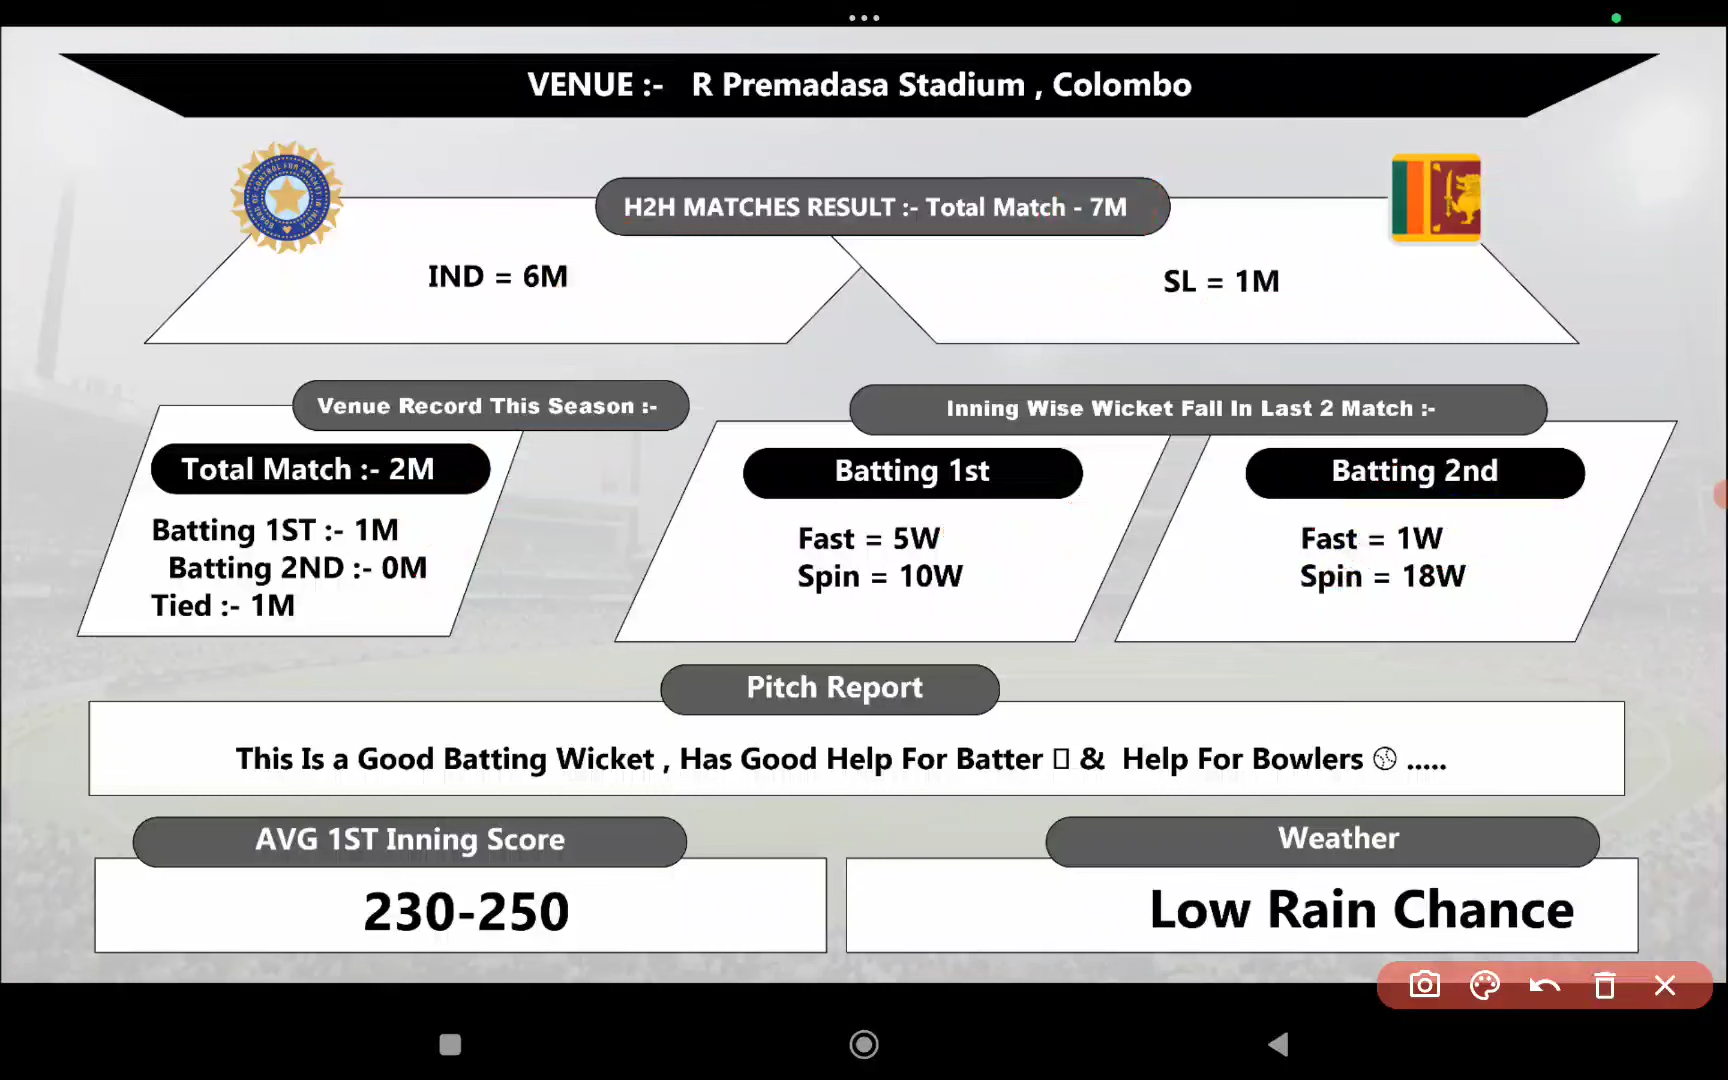 VENUE :- R Premadasa Stadium , Colombo
H2H MATCHES RESULT :- Total Match - 7M
IND = 6M
SL = 1M
Venue Record This Season :-
Total Match :- 2M
Batting 1ST :- 1M
Batting 2ND :- 0M
Tied :- 1M
Inning Wise Wicket Fall In Last 2 Match :-
Batting 1st
Fast = 5W
Spin = 10W
Batting 2nd
Fast = 1W
Spin = 18W
Pitch Report
This Is a Good Batting Wicket , Has Good Help For Batter ▯ & Help For Bowlers ⚾ .....
AVG 1ST Inning Score
230-250
Weather
Low Rain Chance